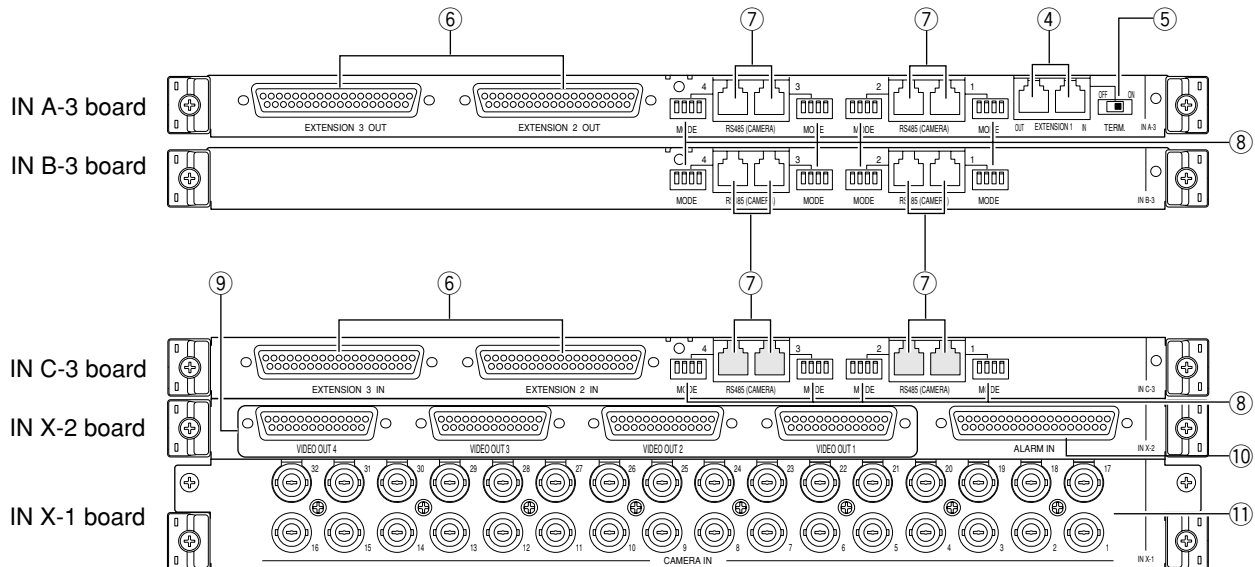 ⑥ ⑦ ⑦ ④ ⑤
IN A-3 board
EXTENSION 3 OUT EXTENSION 2 OUT MODE 4 RS485 (CAMERA) 3 MODE MODE 2 RS485 (CAMERA) 1 MODE OUT EXTENSION 1 IN OFF ON TERM. IN A-3
⑧
IN B-3 board
MODE 4 RS485 (CAMERA) 3 MODE MODE 2 RS485 (CAMERA) 1 MODE IN B-3
⑨ ⑥ ⑦ ⑦
IN C-3 board
EXTENSION 3 IN EXTENSION 2 IN MODE 4 RS485 (CAMERA) 3 MODE MODE 2 RS485 (CAMERA) 1 MODE IN C-3
⑧
IN X-2 board
VIDEO OUT 4 VIDEO OUT 3 VIDEO OUT 2 VIDEO OUT 1 ALARM IN IN X-2
⑩
32 31 30 29 28 27 26 25 24 23 22 21 20 19 18 17
IN X-1 board
⑪
16 15 14 13 12 11 10 9 8 7 6 5 4 3 2 1
CAMERA IN IN X-1